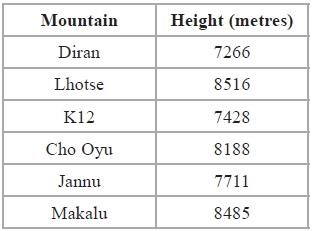 Mountain Height (metres)
Diran 7266
Lhotse 8516
K12 7428
Cho Oyu 8188
Jannu 7711
Makalu 8485